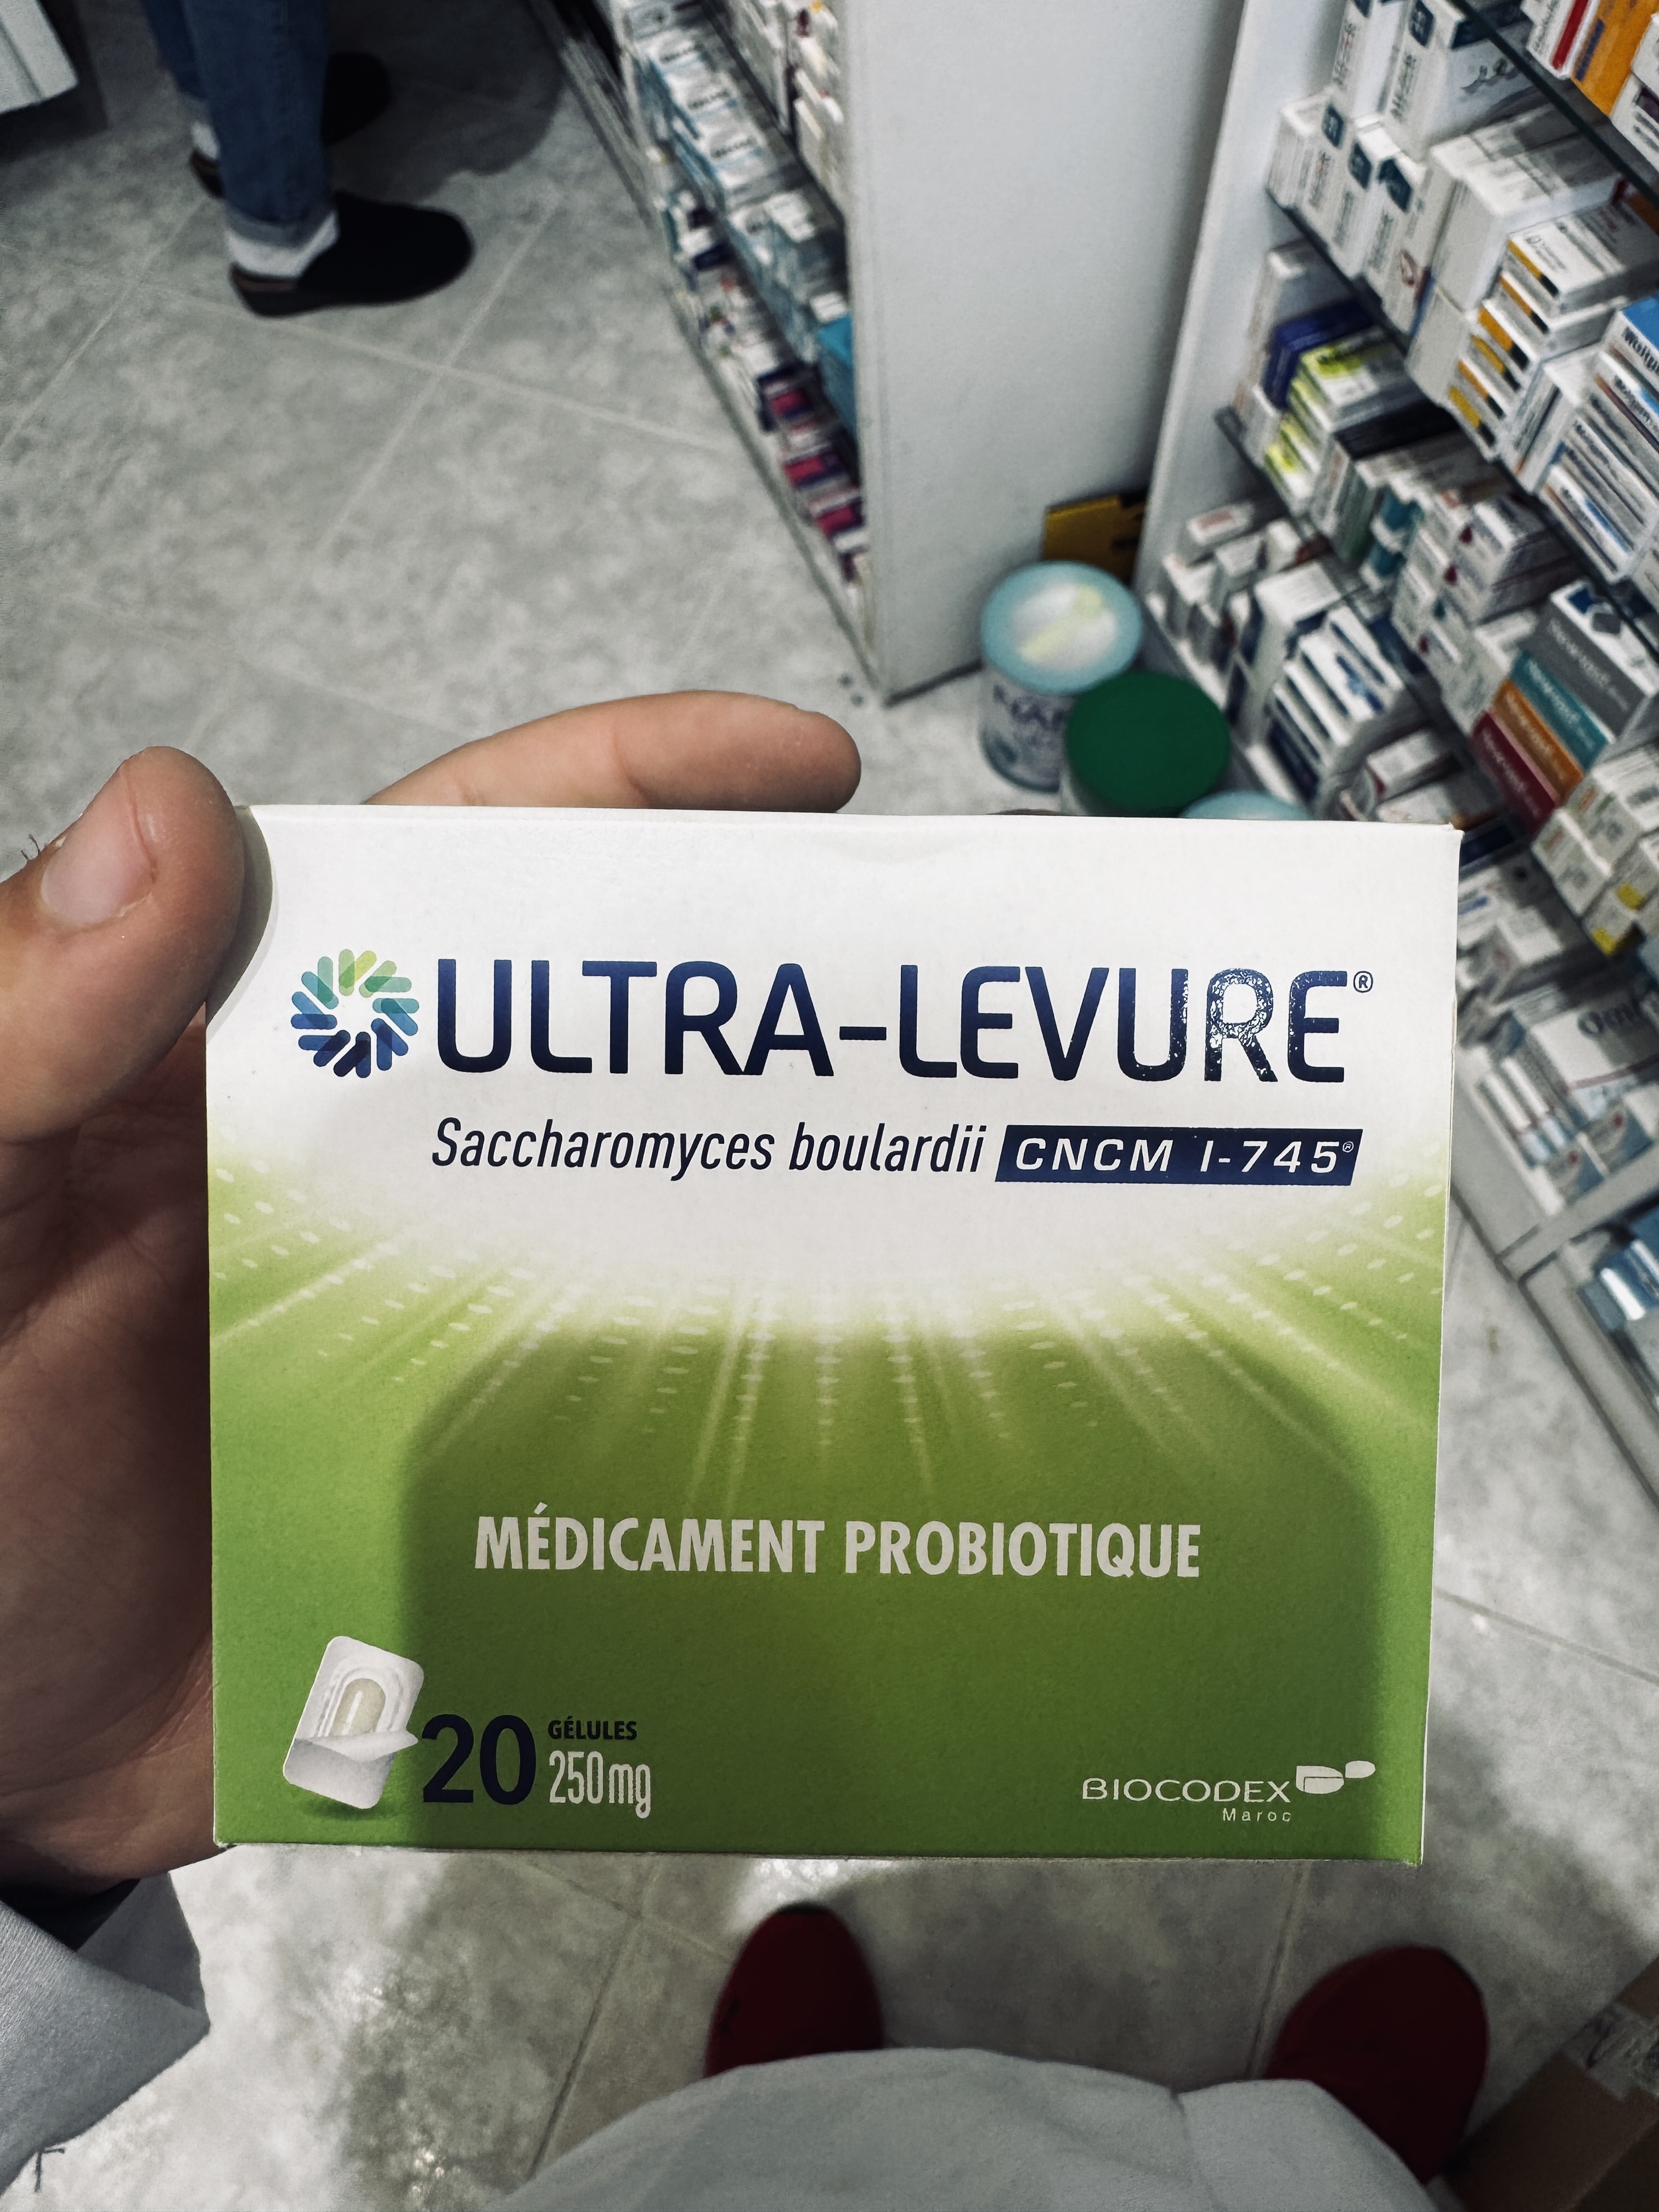 ULTRA-LEVURE®
Saccharomyces boulardii CNCM I-745®
MÉDICAMENT PROBIOTIQUE
20 GÉLULES
250mg
BIOCODEX
Maroc